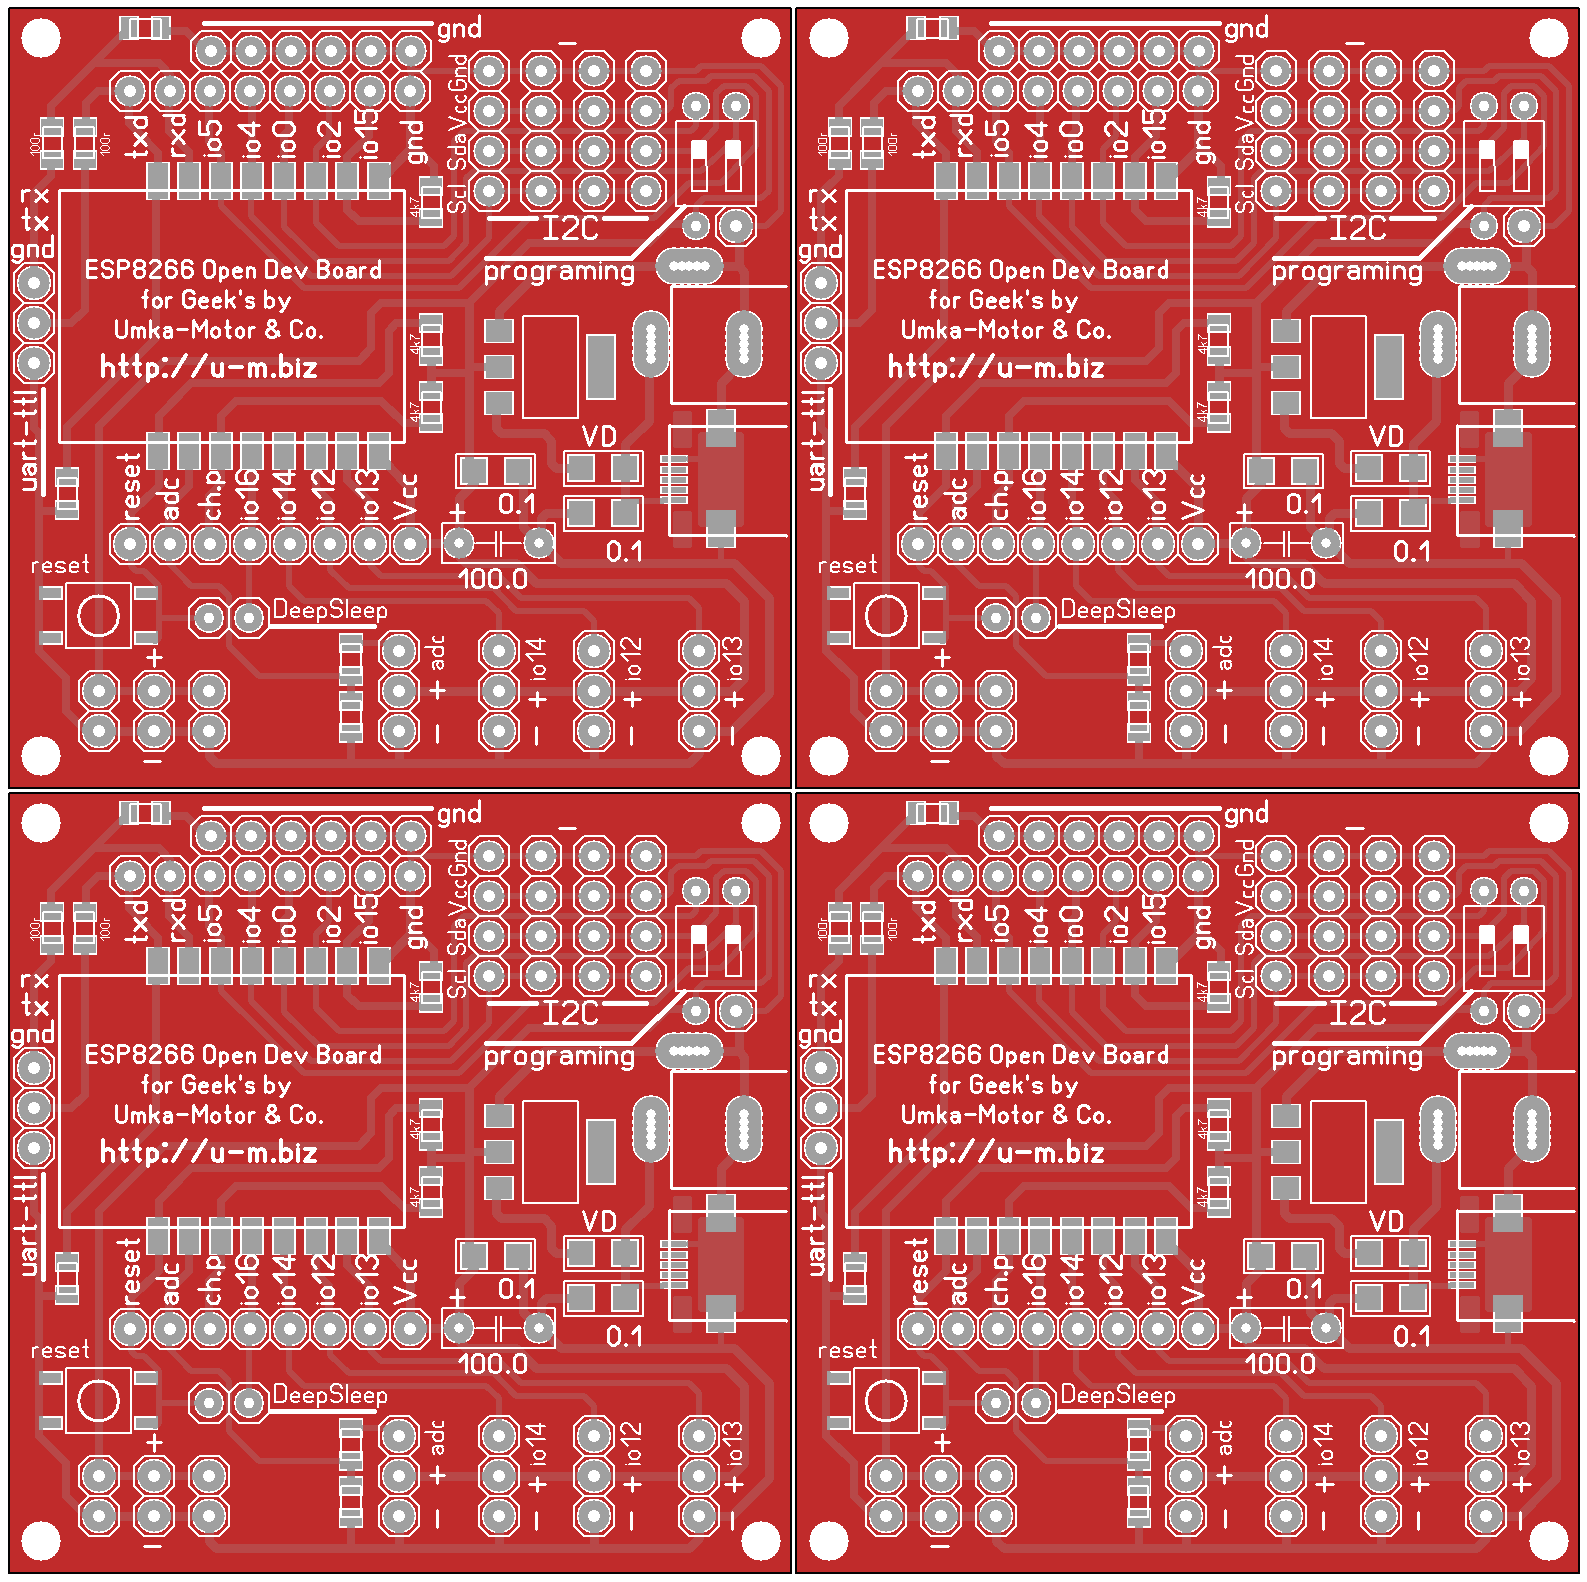 gnd
−
Scl Sda Vcc Gnd
100r
100r
txd
rxd
io5
io4
io0
io2
io15
gnd
rx
tx
gnd
4k7
I2C
programing
ESP8266 Open Dev Board
for Geek's by
Umka-Motor & Co.
http://u-m.biz
4k7
4k7
uart-ttl
VD
reset
adc
ch.p
io16
io14
io12
io13
Vcc
+
0.1
0.1
100.0
reset
DeepSleep
+
−
adc
+
−
io14
+
−
io12
+
−
io13
+
−
gnd
−
Scl Sda Vcc Gnd
100r
100r
txd
rxd
io5
io4
io0
io2
io15
gnd
rx
tx
gnd
4k7
I2C
programing
ESP8266 Open Dev Board
for Geek's by
Umka-Motor & Co.
http://u-m.biz
4k7
4k7
uart-ttl
VD
reset
adc
ch.p
io16
io14
io12
io13
Vcc
+
0.1
0.1
100.0
reset
DeepSleep
+
−
adc
+
−
io14
+
−
io12
+
−
io13
+
−
gnd
−
Scl Sda Vcc Gnd
100r
100r
txd
rxd
io5
io4
io0
io2
io15
gnd
rx
tx
gnd
4k7
I2C
programing
ESP8266 Open Dev Board
for Geek's by
Umka-Motor & Co.
http://u-m.biz
4k7
4k7
uart-ttl
VD
reset
adc
ch.p
io16
io14
io12
io13
Vcc
+
0.1
0.1
100.0
reset
DeepSleep
+
−
adc
+
−
io14
+
−
io12
+
−
io13
+
−
gnd
−
Scl Sda Vcc Gnd
100r
100r
txd
rxd
io5
io4
io0
io2
io15
gnd
rx
tx
gnd
4k7
I2C
programing
ESP8266 Open Dev Board
for Geek's by
Umka-Motor & Co.
http://u-m.biz
4k7
4k7
uart-ttl
VD
reset
adc
ch.p
io16
io14
io12
io13
Vcc
+
0.1
0.1
100.0
reset
DeepSleep
+
−
adc
+
−
io14
+
−
io12
+
−
io13
+
−